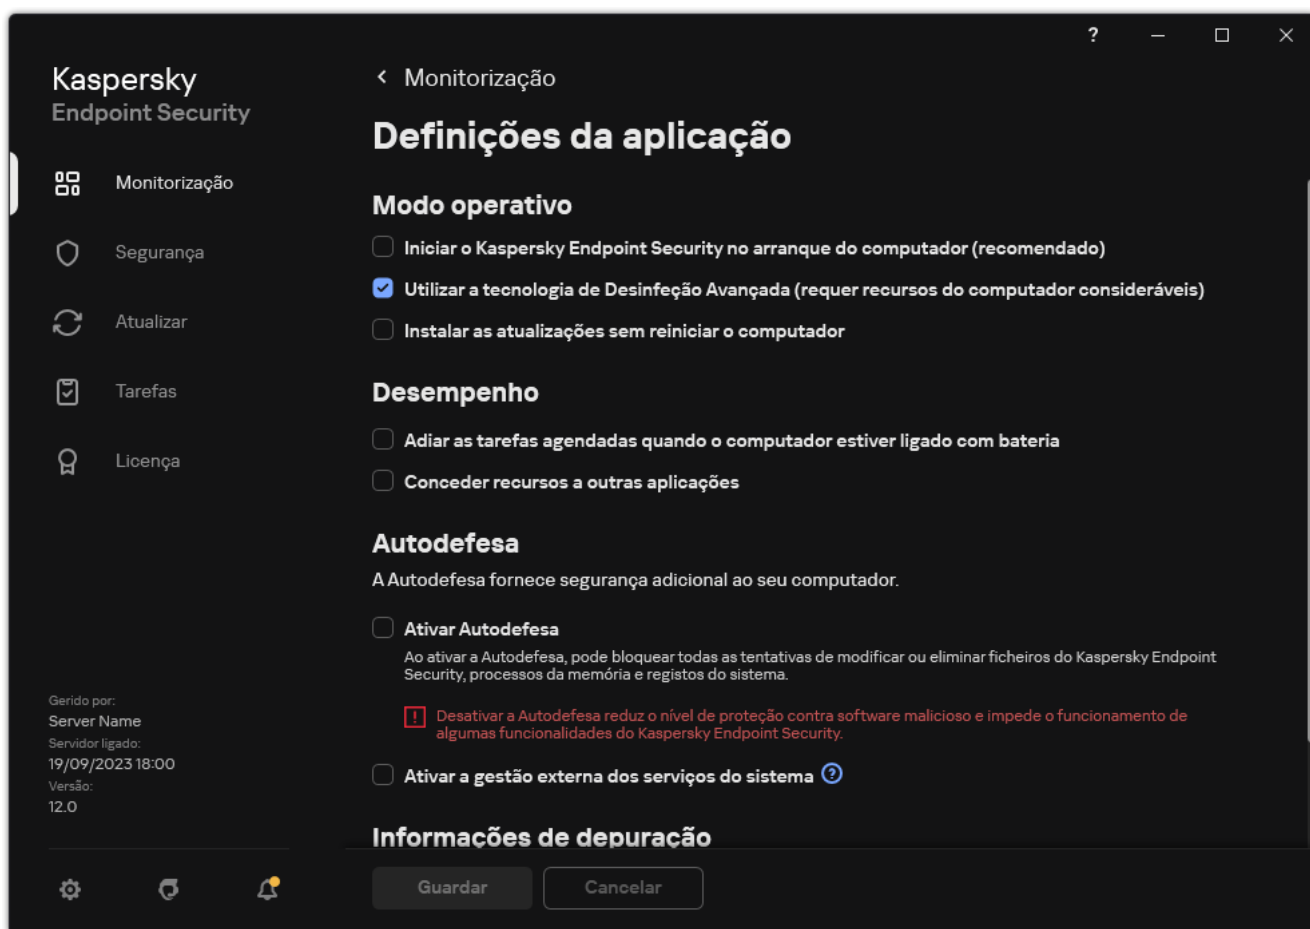 ?
Kaspersky
Endpoint Security
Monitorização
Segurança
Atualizar
Tarefas
Licença
Gerido por:
Server Name
Servidor ligado:
19/09/2023 18:00
Versão:
12.0
Monitorização
Definições da aplicação
Modo operativo
Iniciar o Kaspersky Endpoint Security no arranque do computador (recomendado)
Utilizar a tecnologia de Desinfeção Avançada (requer recursos do computador consideráveis)
Instalar as atualizações sem reiniciar o computador
Desempenho
Adiar as tarefas agendadas quando o computador estiver ligado com bateria
Conceder recursos a outras aplicações
Autodefesa
A Autodefesa fornece segurança adicional ao seu computador.
Ativar Autodefesa
Ao ativar a Autodefesa, pode bloquear todas as tentativas de modificar ou eliminar ficheiros do Kaspersky Endpoint
Security, processos da memória e registos do sistema.
! Desativar a Autodefesa reduz o nível de proteção contra software malicioso e impede o funcionamento de
algumas funcionalidades do Kaspersky Endpoint Security.
Ativar a gestão externa dos serviços do sistema ?
Informações de depuração
Guardar
Cancelar